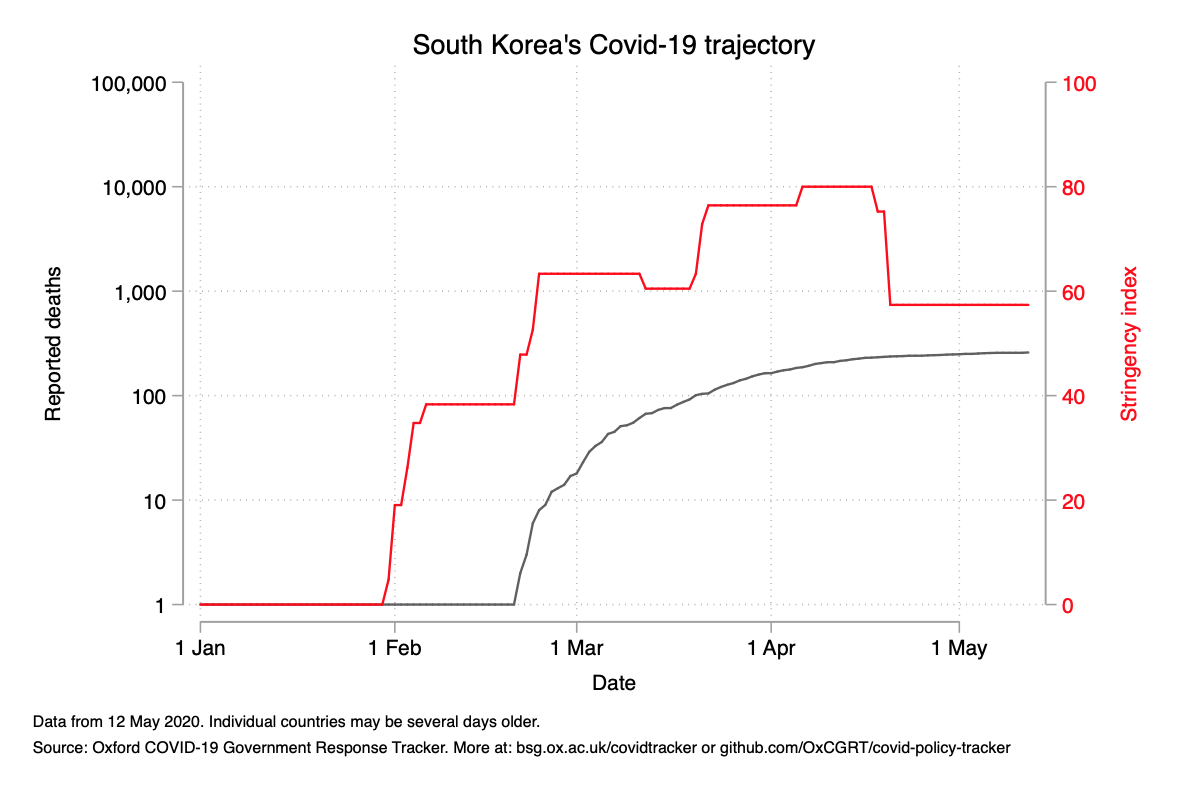 South Korea's Covid-19 trajectory
100,000
10,000
1,000
100
10
1
Reported deaths
100
80
60
40
20
0
Stringency index
1 Jan
1 Feb
1 Mar
1 Apr
1 May
Date
Data from 12 May 2020. Individual countries may be several days older.
Source: Oxford COVID-19 Government Response Tracker. More at: bsg.ox.ac.uk/covidtracker or github.com/OxCGRT/covid-policy-tracker